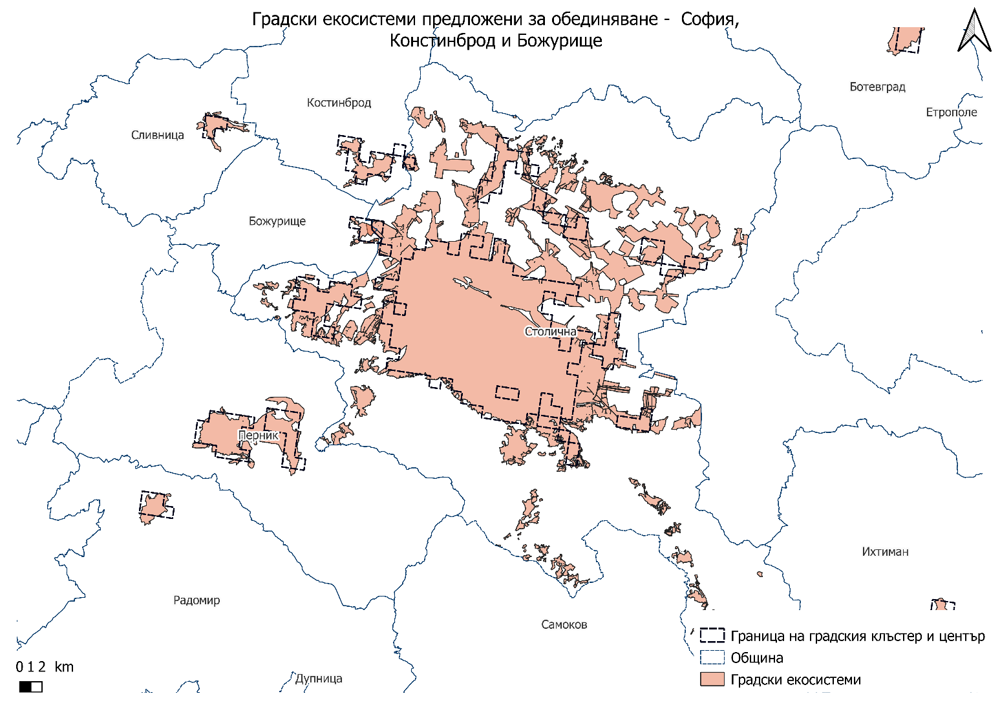 Градски екосистеми предложени за обединяване - София,
Констинброд и Божурище
Ботевград
Костинброд
Етрополе
Сливница
Божурище
Столична
Перник
Ихтиман
Радомир
Самоков
Граница на градския клъстер и център
Община
0 1 2 km
Дупница
Градски екосистеми